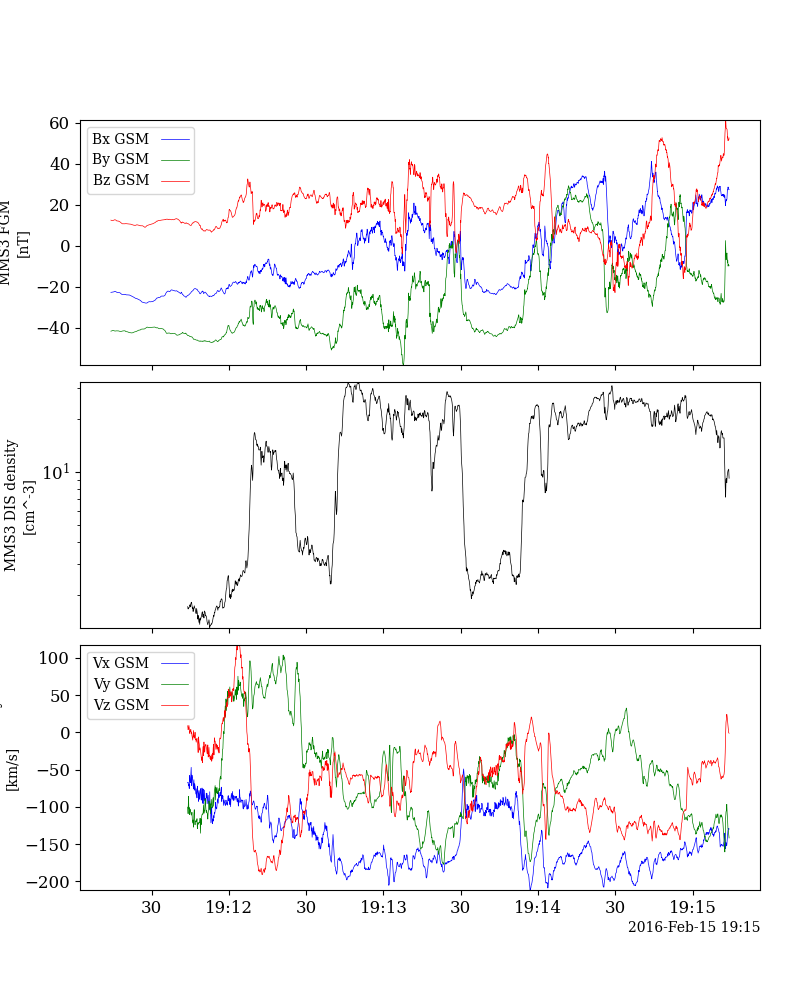 60
40
20
0
−20
−40
MMS3 FGM
[nT]
Bx GSM
By GSM
Bz GSM
10^1
MMS3 DIS density
[cm^-3]
100
50
0
−50
−100
−150
−200
[km/s]
Vx GSM
Vy GSM
Vz GSM
30 19:12 30 19:13 30 19:14 30 19:15
2016-Feb-15 19:15